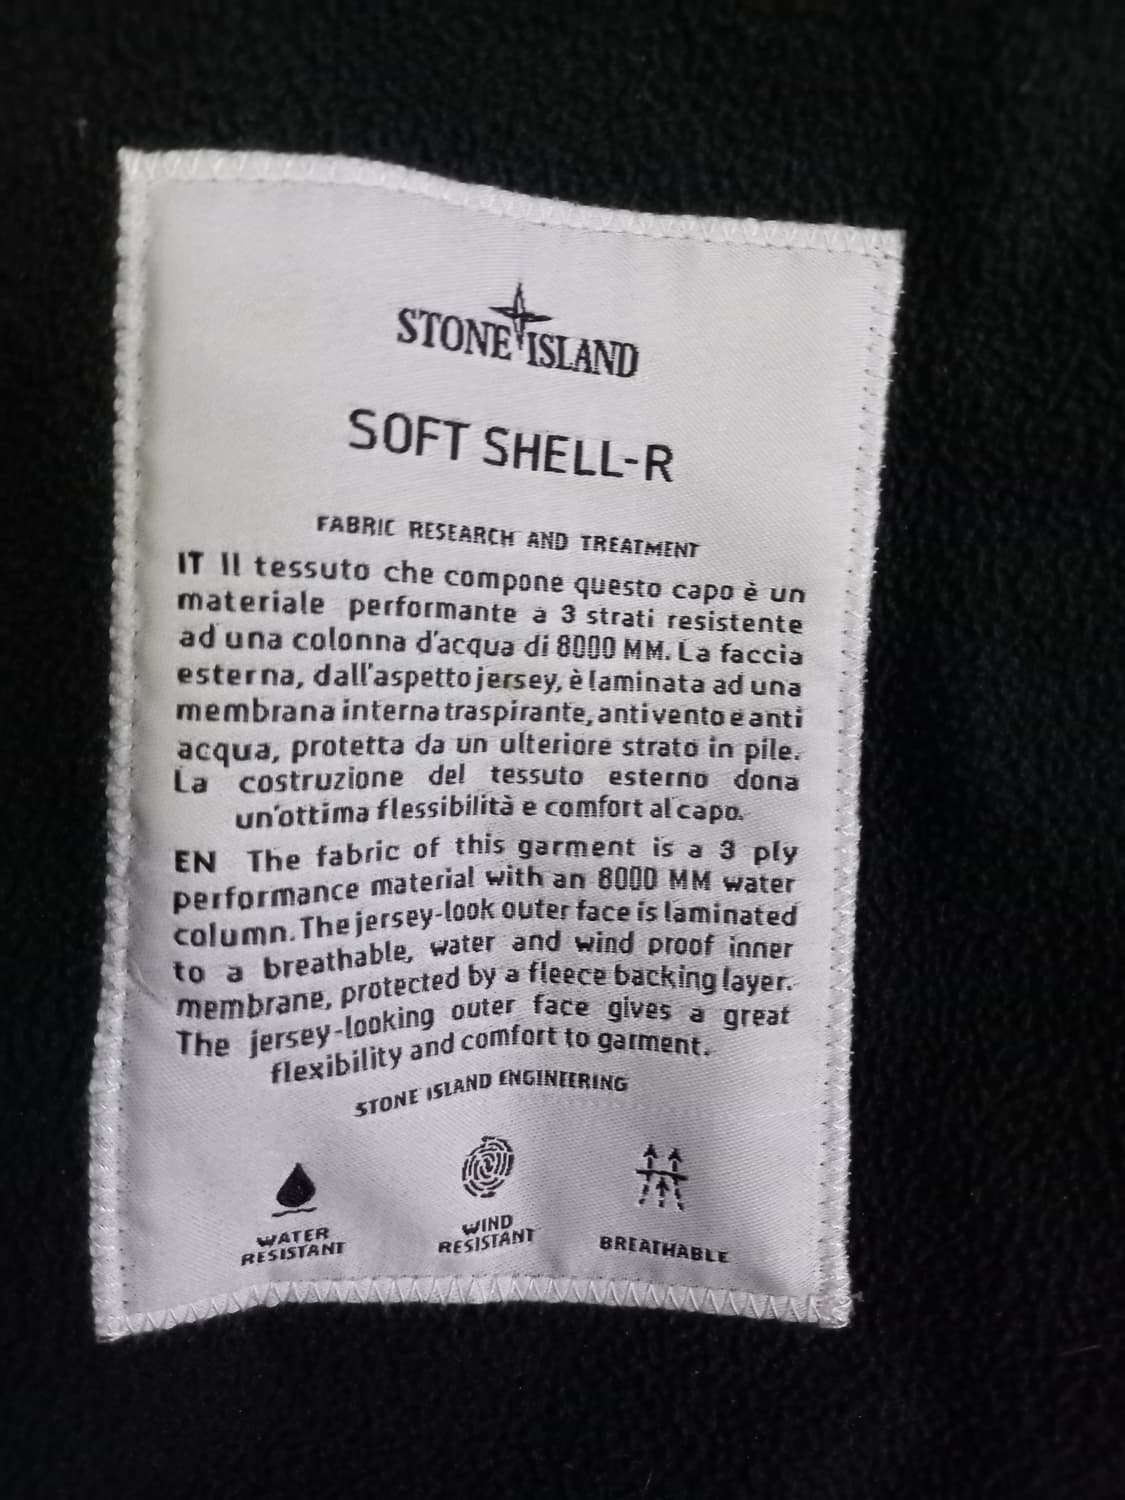 STONE ISLAND
SOFT SHELL-R
FABRIC RESEARCH AND TREATMENT
IT Il tessuto che compone questo capo è un
materiale performante a 3 strati resistente
ad una colonna d'acqua di 8000 MM. La faccia
esterna, dall'aspetto jersey, è laminata ad una
membrana interna traspirante, antivento e anti
acqua, protetta da un ulteriore strato in pile.
La costruzione del tessuto esterno dona
un'ottima flessibilità e comfort al capo.
EN The fabric of this garment is a 3 ply
performance material with an 8000 MM water
column. The jersey-look outer face is laminated
to a breathable, water and wind proof inner
membrane, protected by a fleece backing layer.
The jersey-looking outer face gives a great
flexibility and comfort to garment.
STONE ISLAND ENGINEERING
WATER
RESISTANT
WIND
RESISTANT
BREATHABLE